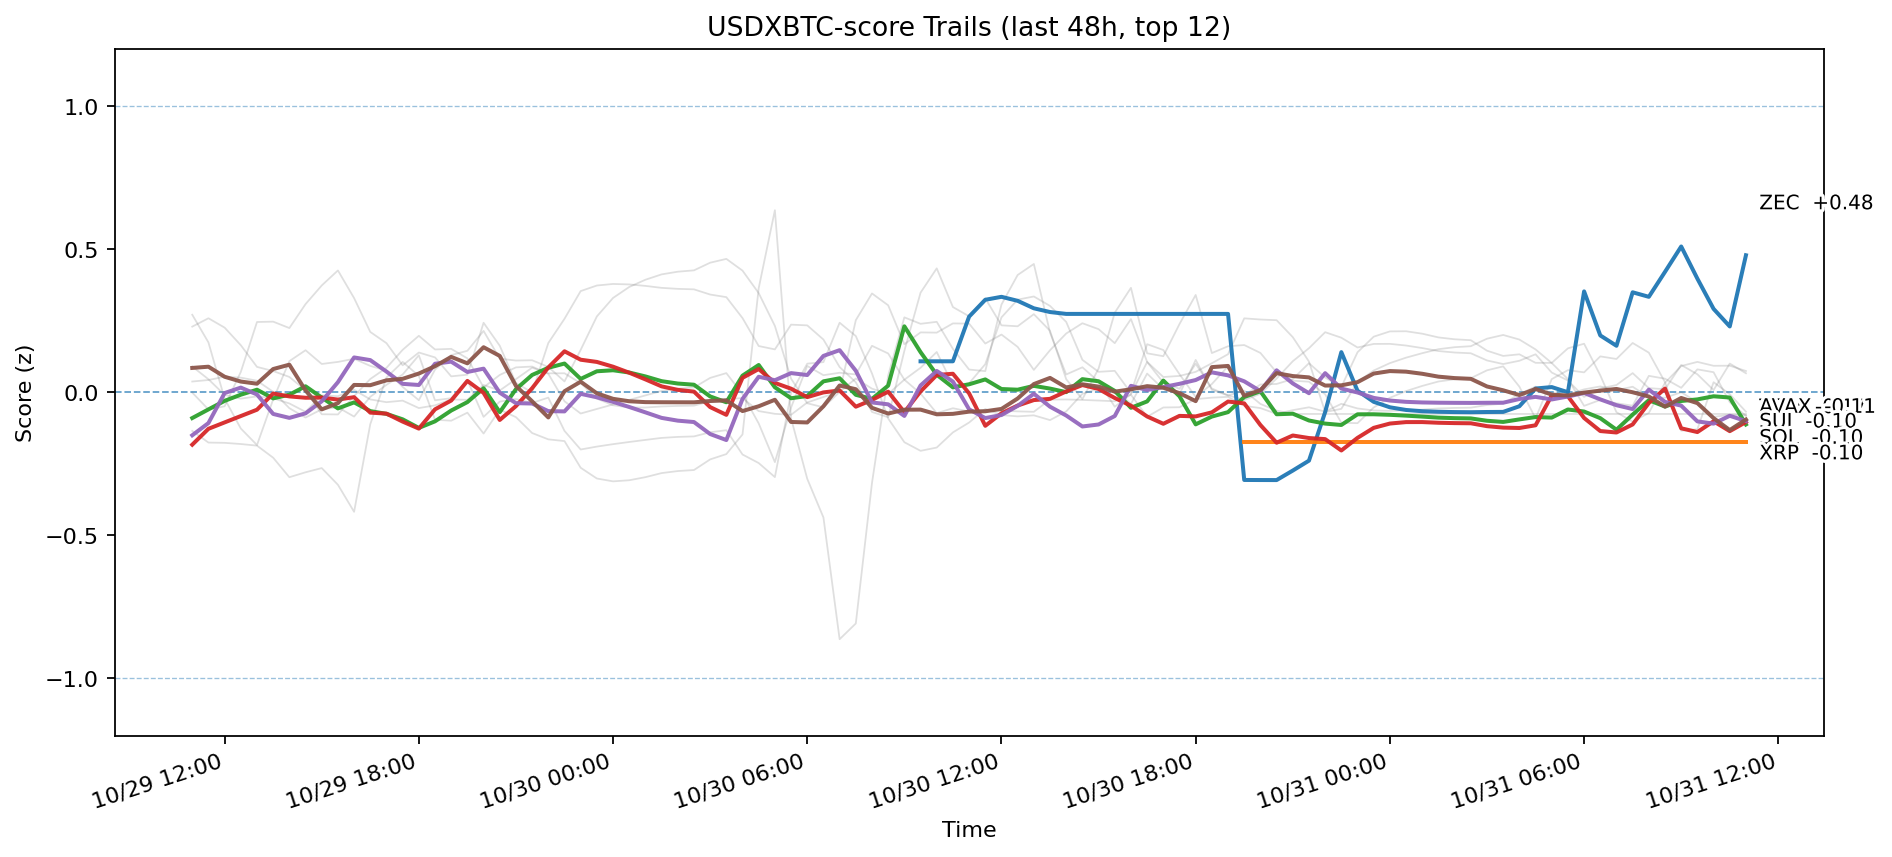 USDXBTC-score Trails (last 48h, top 12)
Score (z)
1.0
0.5
0.0
−0.5
−1.0
ZEC +0.48
AVAX
SUI -0.10
SOL -0.10
XRP -0.10
10/29 12:00
10/29 18:00
10/30 00:00
10/30 06:00
10/30 12:00
10/30 18:00
10/31 00:00
10/31 06:00
10/31 12:00
Time